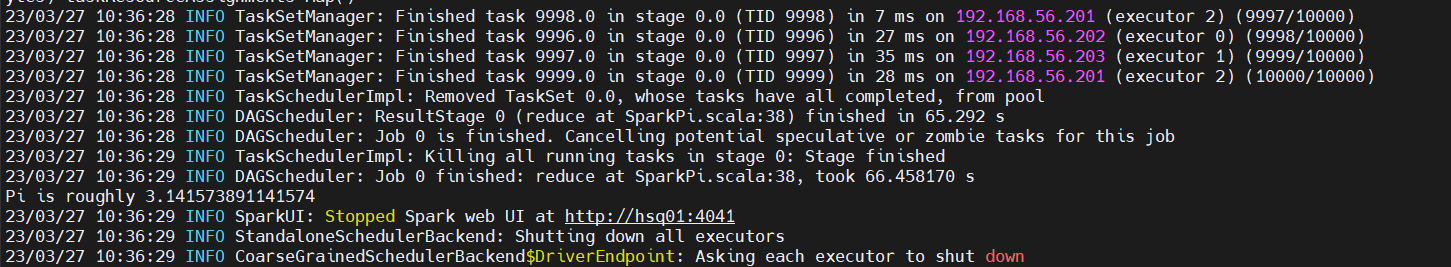 23/03/27 10:36:28 INFO TaskSetManager: Finished task 9998.0 in stage 0.0 (TID 9998) in 7 ms on 192.168.56.201 (executor 2) (9997/10000)
23/03/27 10:36:28 INFO TaskSetManager: Finished task 9996.0 in stage 0.0 (TID 9996) in 27 ms on 192.168.56.202 (executor 0) (9998/10000)
23/03/27 10:36:28 INFO TaskSetManager: Finished task 9997.0 in stage 0.0 (TID 9997) in 35 ms on 192.168.56.203 (executor 1) (9999/10000)
23/03/27 10:36:28 INFO TaskSetManager: Finished task 9999.0 in stage 0.0 (TID 9999) in 28 ms on 192.168.56.201 (executor 2) (10000/10000)
23/03/27 10:36:28 INFO TaskSchedulerImpl: Removed TaskSet 0.0, whose tasks have all completed, from pool
23/03/27 10:36:28 INFO DAGScheduler: ResultStage 0 (reduce at SparkPi.scala:38) finished in 65.292 s
23/03/27 10:36:28 INFO DAGScheduler: Job 0 is finished. Cancelling potential speculative or zombie tasks for this job
23/03/27 10:36:29 INFO TaskSchedulerImpl: Killing all running tasks in stage 0: Stage finished
23/03/27 10:36:29 INFO DAGScheduler: Job 0 finished: reduce at SparkPi.scala:38, took 66.458170 s
Pi is roughly 3.141573891141574
23/03/27 10:36:29 INFO SparkUI: Stopped Spark web UI at http://hsq01:4041
23/03/27 10:36:29 INFO StandaloneSchedulerBackend: Shutting down all executors
23/03/27 10:36:29 INFO CoarseGrainedSchedulerBackend$DriverEndpoint: Asking each executor to shut down